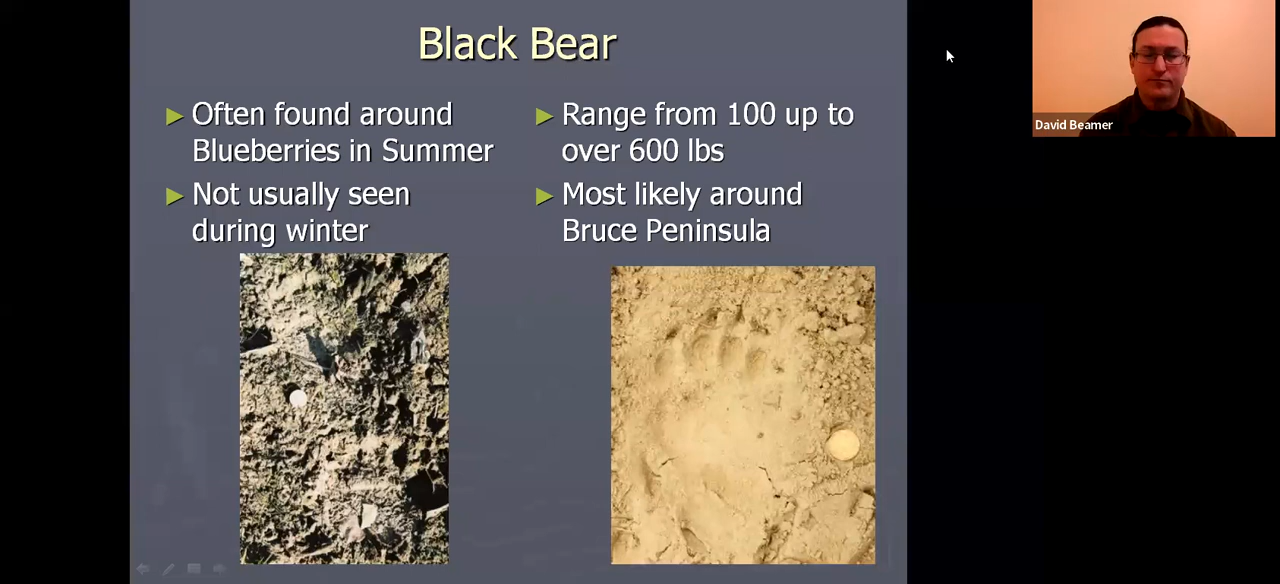 Black Bear
Often found around
Blueberries in Summer
Not usually seen
during winter
Range from 100 up to
over 600 lbs
Most likely around
Bruce Peninsula
David Beamer